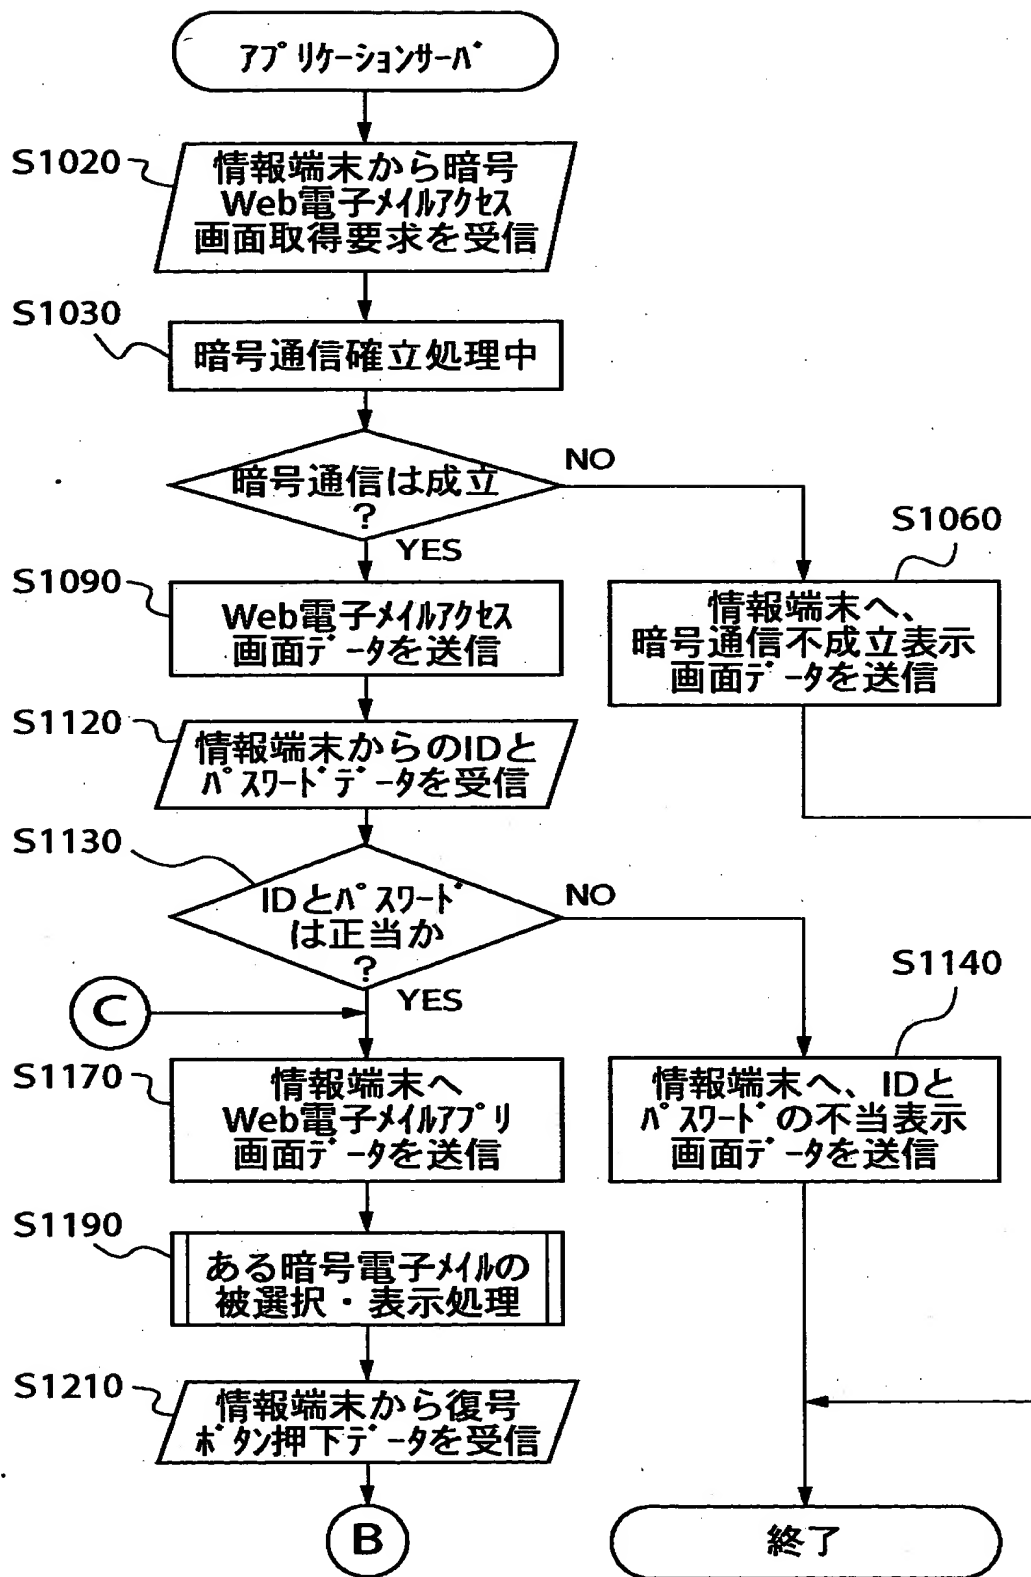 アプリケーションサーバ
S1020
情報端末から暗号
Web電子メイルアクセス
画面取得要求を受信
S1030
暗号通信確立処理中
暗号通信は成立
?
NO
YES
S1060
情報端末へ、
暗号通信不成立表示
画面データを送信
S1090
Web電子メイルアクセス
画面データを送信
S1120
情報端末からのIDと
パスワードデータを受信
S1130
IDとパスワード
は正当か
?
NO
YES
C
S1140
情報端末へ、IDと
パスワードの不当表示
画面データを送信
S1170
情報端末へ
Web電子メイルアプリ
画面データを送信
S1190
ある暗号電子メイルの
被選択・表示処理
S1210
情報端末から復号
ボタン押下データを受信
B
終了